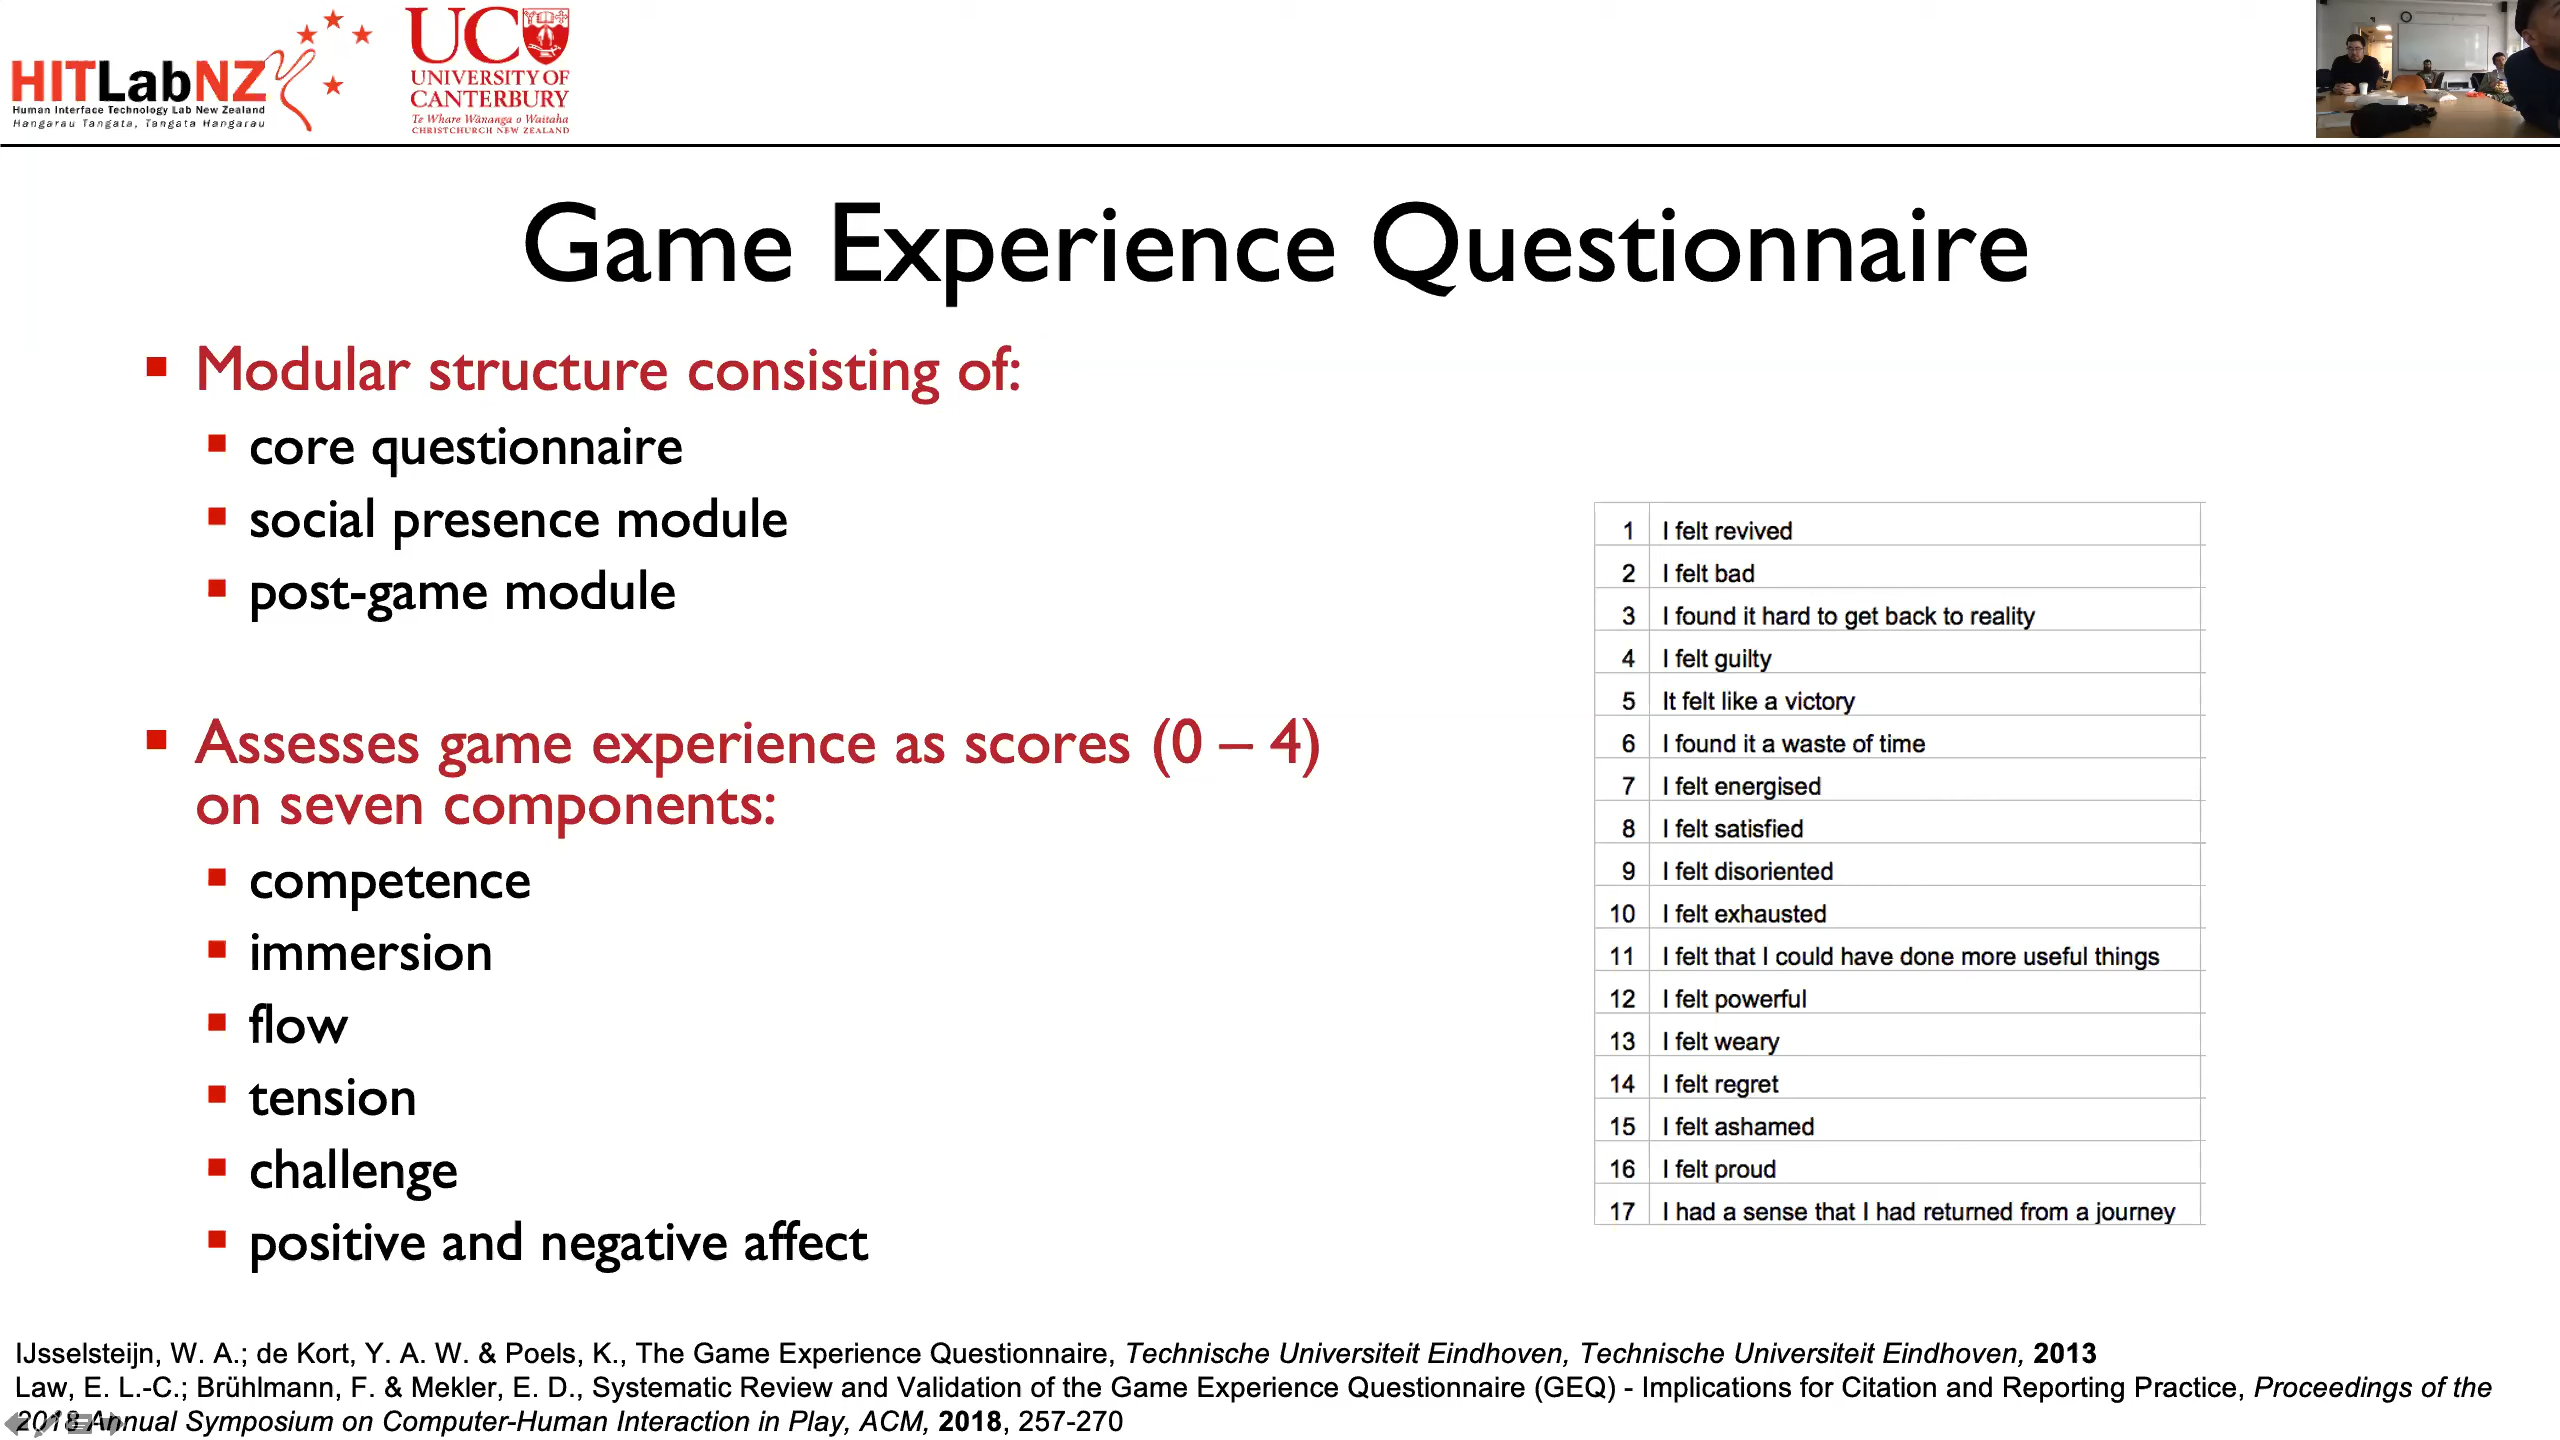 HITLabNZ
Human Interface Technology Lab New Zealand
Hangarau Tangata, Tangata Hangarau
UC
UNIVERSITY OF
CANTERBURY
Te Whare Wānanga o Waitaha
CHRISTCHURCH NEW ZEALAND
Game Experience Questionnaire
Modular structure consisting of:
core questionnaire
social presence module
post-game module
Assesses game experience as scores (0 – 4)
on seven components:
competence
immersion
flow
tension
challenge
positive and negative affect
1 I felt revived
2 I felt bad
3 I found it hard to get back to reality
4 I felt guilty
5 It felt like a victory
6 I found it a waste of time
7 I felt energised
8 I felt satisfied
9 I felt disoriented
10 I felt exhausted
11 I felt that I could have done more useful things
12 I felt powerful
13 I felt weary
14 I felt regret
15 I felt ashamed
16 I felt proud
17 I had a sense that I had returned from a journey
IJsselsteijn, W. A.; de Kort, Y. A. W. & Poels, K., The Game Experience Questionnaire, Technische Universiteit Eindhoven, Technische Universiteit Eindhoven, 2013
Law, E. L.-C.; Brühlmann, F. & Mekler, E. D., Systematic Review and Validation of the Game Experience Questionnaire (GEQ) - Implications for Citation and Reporting Practice, Proceedings of the
2018 Annual Symposium on Computer-Human Interaction in Play, ACM, 2018, 257-270